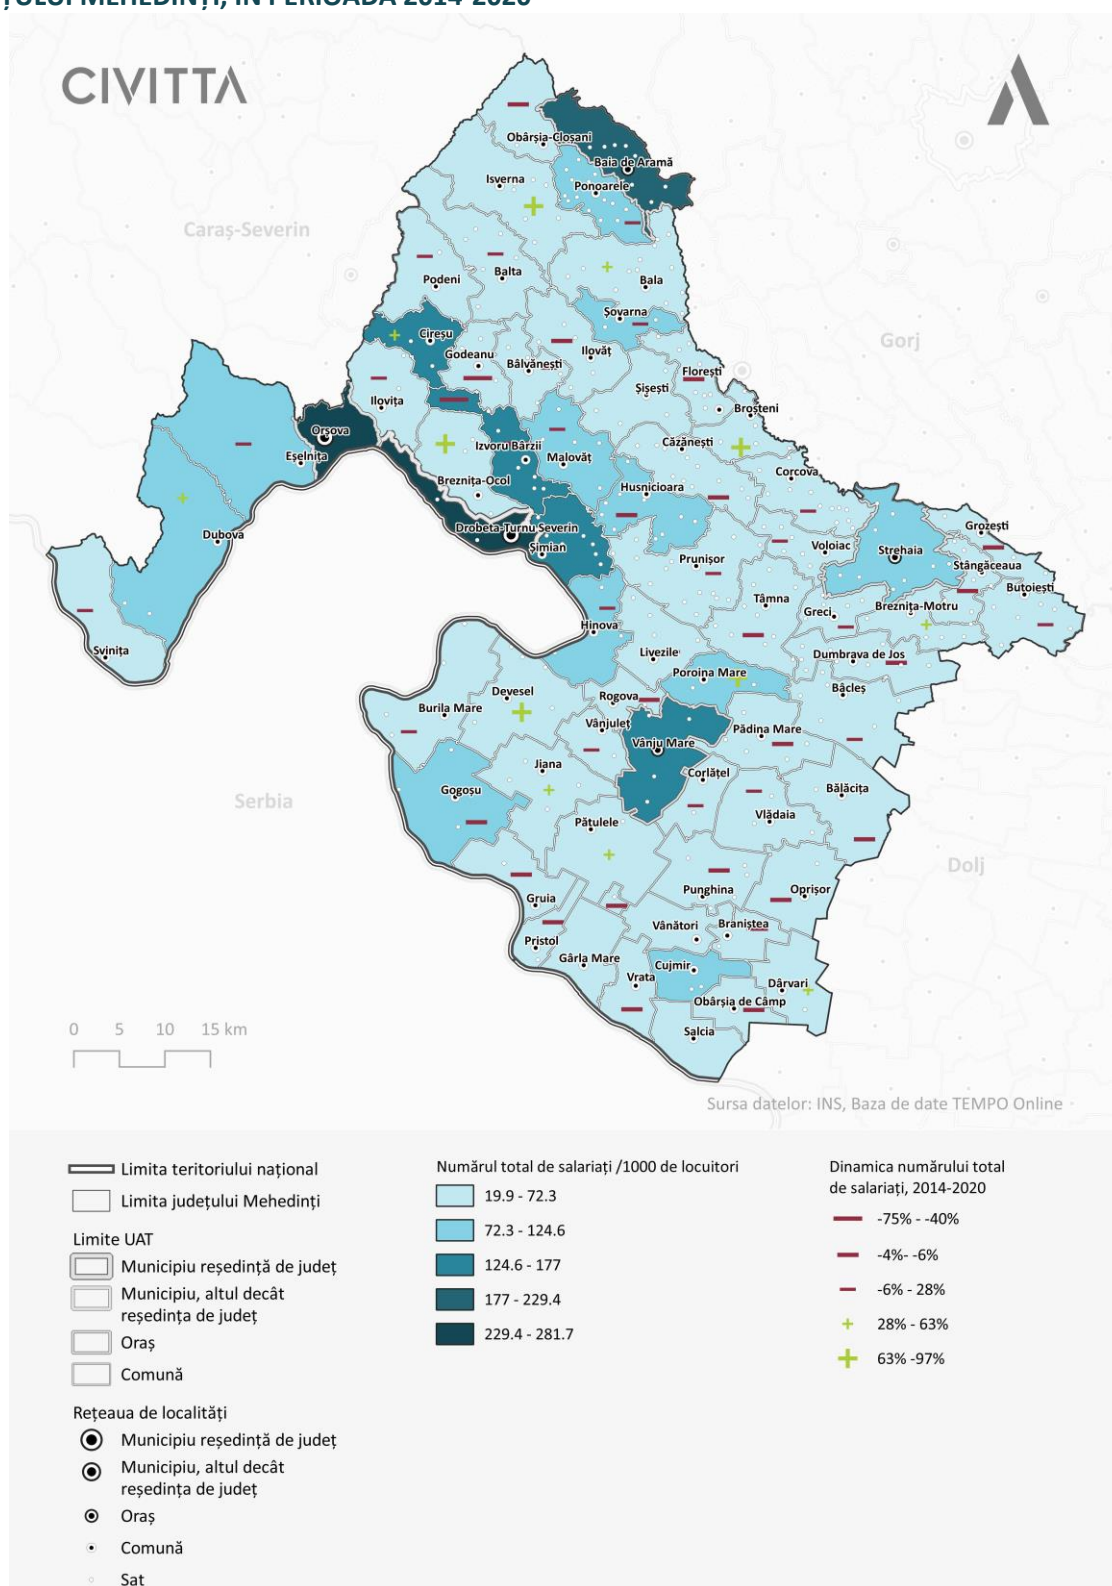 ȚULUI MEHEDINȚI, ÎN PERIOADA 2014-2020
CIVITTA
Obârșia-Cloșani
Baia de Aramă
Isverna
Ponoarele
Caraș-Severin
Podeni
Balta
Bala
Șovarna
Cireșu
Gorj
Godeanu
Bâlvănești
Ilovăț
Florești
Șișești
Ilovița
Broșteni
Orșova
Căzănești
Izvoru Bârzii
Malovăț
Eșelnița
Corcova
Breznița-Ocol
Husnicioara
Drobeta-Turnu Severin
Grozești
Dubova
Șimian
Voloiac
Strehaia
Prunișor
Stângăceaua
Butoiești
Tâmna
Greci
Breznița-Motru
Hinova
Svinița
Livezile
Dumbrava de Jos
Poroina Mare
Devesel
Rogova
Bâcleș
Burila Mare
Vânjuleț
Pădina Mare
Vânju Mare
Jiana
Corlățel
Gogoșu
Bălăcița
Serbia
Vlădaia
Pătulele
Dolj
Punghina
Oprișor
Gruia
Vânători
Braniștea
Pristol
Gârla Mare
Cujmir
Vrata
Dârvari
Obârșia de Câmp
Salcia
0 5 10 15 km
Sursa datelor: INS, Baza de date TEMPO Online
Limita teritoriului național
Limita județului Mehedinți
Limite UAT
Municipiu reședință de județ
Municipiu, altul decât
reședința de județ
Oraș
Comună
Rețeaua de localități
Municipiu reședință de județ
Municipiu, altul decât
reședința de județ
Oraș
Comună
Sat
Numărul total de salariați /1000 de locuitori
19.9 - 72.3
72.3 - 124.6
124.6 - 177
177 - 229.4
229.4 - 281.7
Dinamica numărului total
de salariați, 2014-2020
-75% - -40%
-4%- -6%
-6% - 28%
28% - 63%
63% -97%